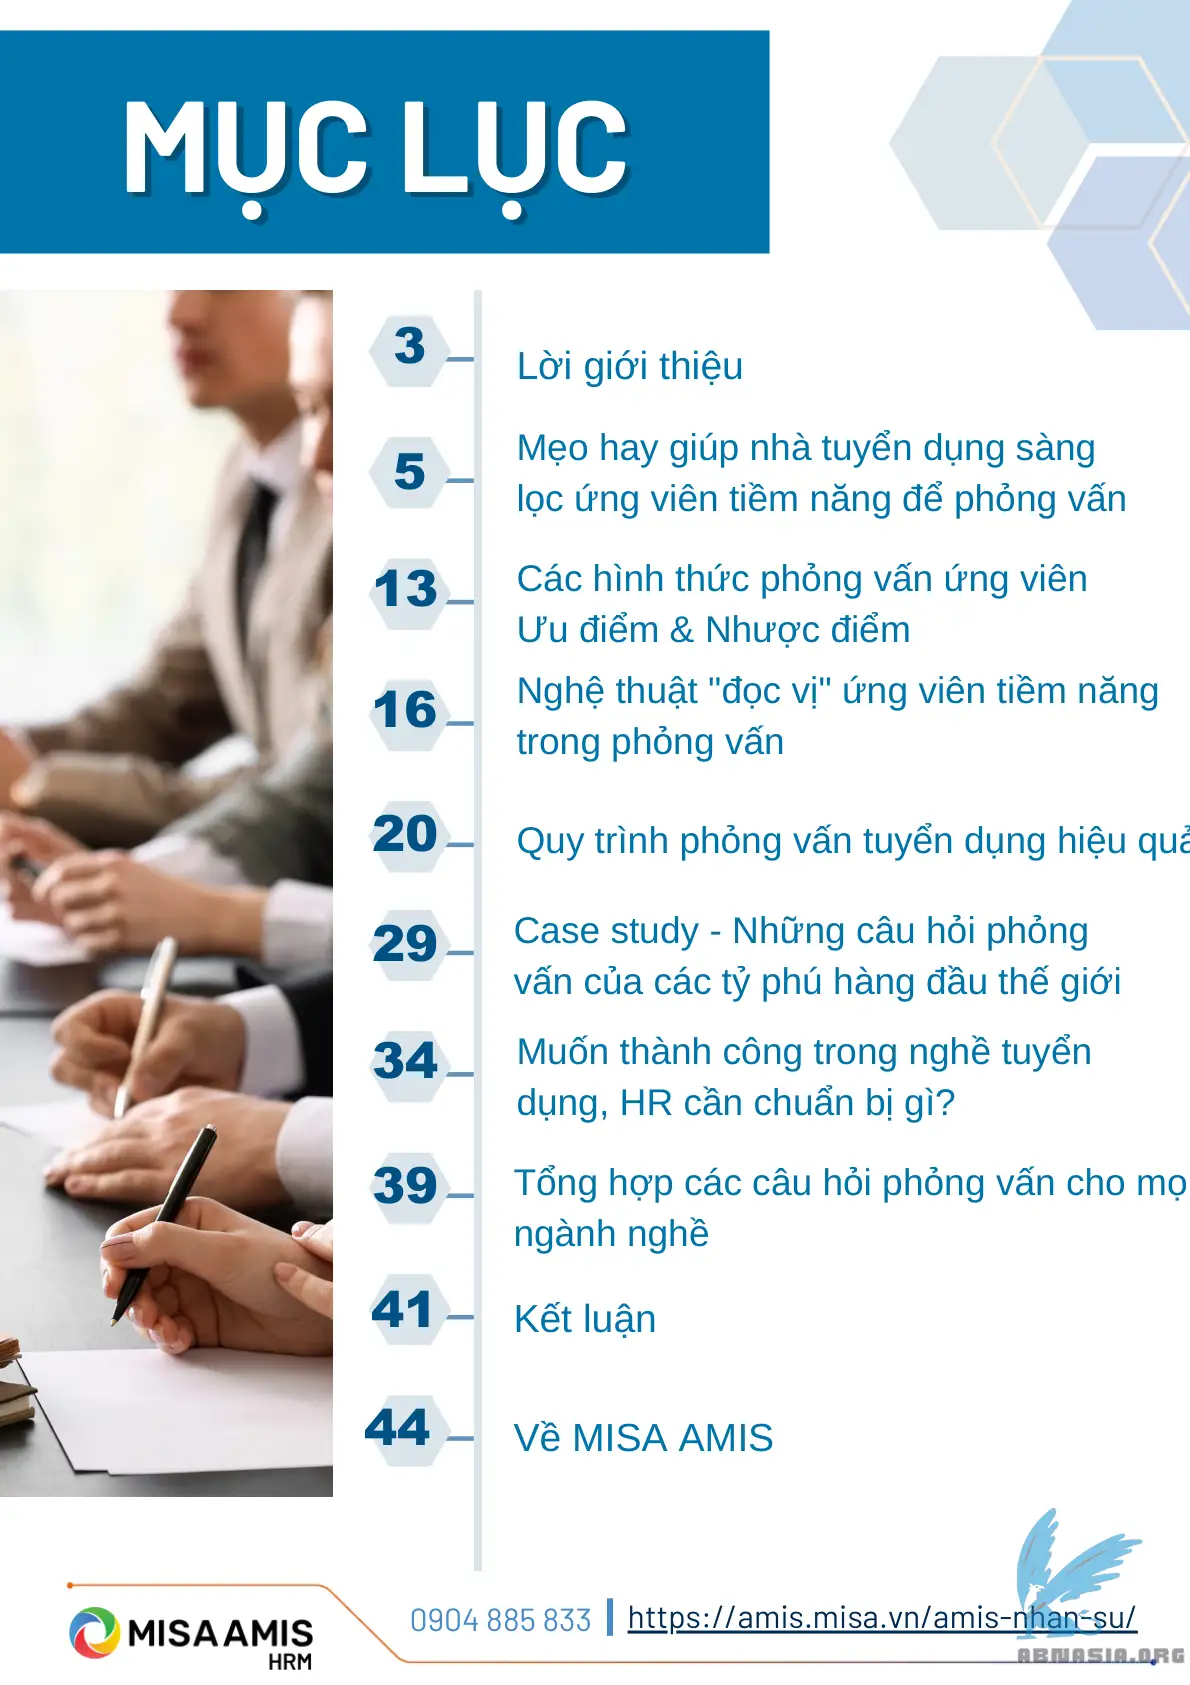 MỤC LỤC
3
Lời giới thiệu
5
Mẹo hay giúp nhà tuyển dụng sàng
lọc ứng viên tiềm năng để phỏng vấn
13
Các hình thức phỏng vấn ứng viên
Ưu điểm & Nhược điểm
16
Nghệ thuật "đọc vị" ứng viên tiềm năng
trong phỏng vấn
20
Quy trình phỏng vấn tuyển dụng hiệu quả
29
Case study - Những câu hỏi phỏng
vấn của các tỷ phú hàng đầu thế giới
34
Muốn thành công trong nghề tuyển
dụng, HR cần chuẩn bị gì?
39
Tổng hợp các câu hỏi phỏng vấn cho mọ
ngành nghề
41
Kết luận
44
Về MISA AMIS
MISA AMIS
HRM
0904 885 833
https://amis.misa.vn/amis-nhan-su/
ABNASIA.ORG